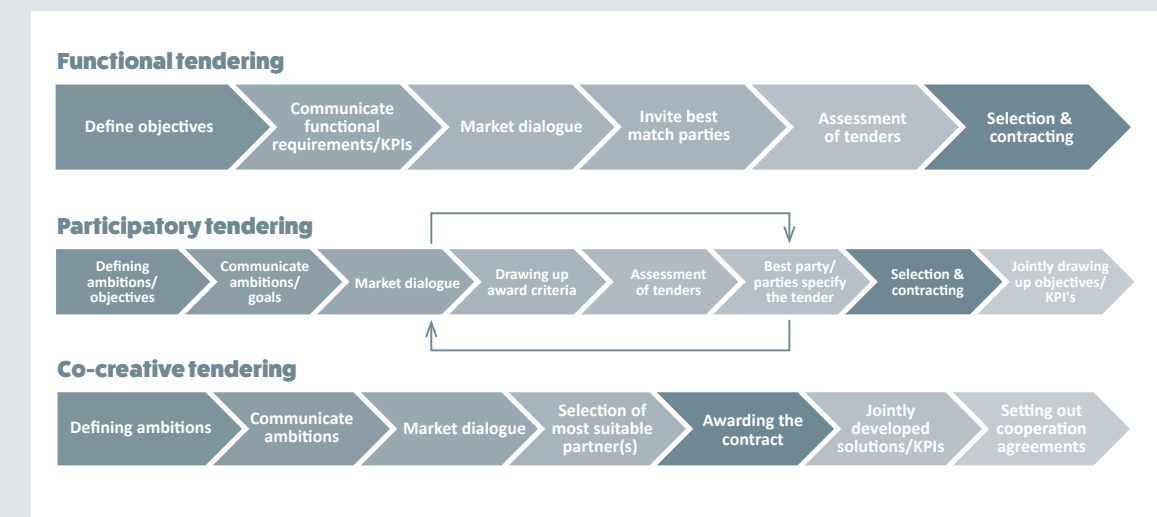 Functional tendering
Define objectives
Communicate
functional
requirements/KPIs
Market dialogue
Invite best
match parties
Assessment
of tenders
Selection &
contracting
Participatory tendering
Defining
ambitions/
objectives
Communicate
ambitions/
goals
Market dialogue
Drawing up
award criteria
Assessment
of tenders
Best party/
parties specify
the tender
Selection &
contracting
Jointly drawing
up objectives/
KPI's
Co-creative tendering
Defining ambitions
Communicate
ambitions
Market dialogue
Selection of
most suitable
partner(s)
Awarding the
contract
Jointly
developed
solutions/KPIs
Setting out
cooperation
agreements